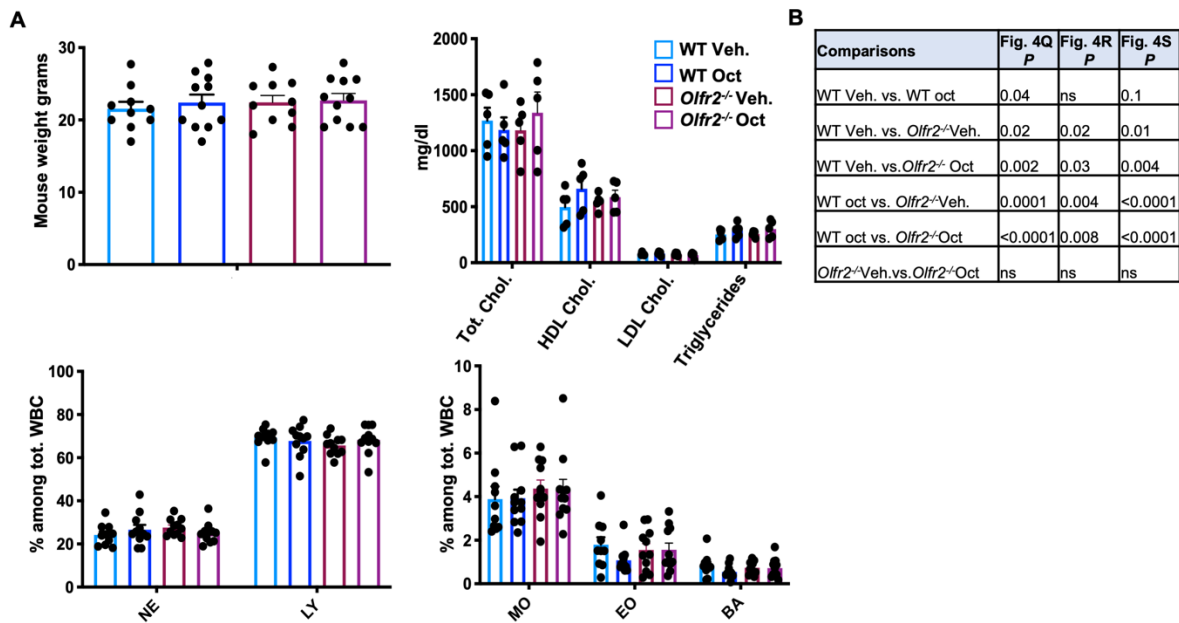 A
Mouse weight grams
30
20
10
0
mg/dl
2000
1500
1000
500
0
Tot. Chol.
HDL Chol.
LDL Chol.
Triglycerides
WT Veh.
WT Oct
Olfr2-/- Veh.
Olfr2-/- Oct
B
Comparisons Fig. 4Q P Fig. 4R P Fig. 4S P
WT Veh. vs. WT oct 0.04 ns 0.1
WT Veh. vs. Olfr2-/-Veh. 0.02 0.02 0.01
WT Veh. vs.Olfr2-/- Oct 0.002 0.03 0.004
WT oct vs. Olfr2-/-Veh. 0.0001 0.004 <0.0001
WT oct vs. Olfr2-/-Oct <0.0001 0.008 <0.0001
Olfr2-/-Veh.vs.Olfr2-/-Oct ns ns ns
% among tot. WBC
100
80
60
40
20
0
NE
LY
% among tot. WBC
10
8
6
4
2
0
MO
EO
BA